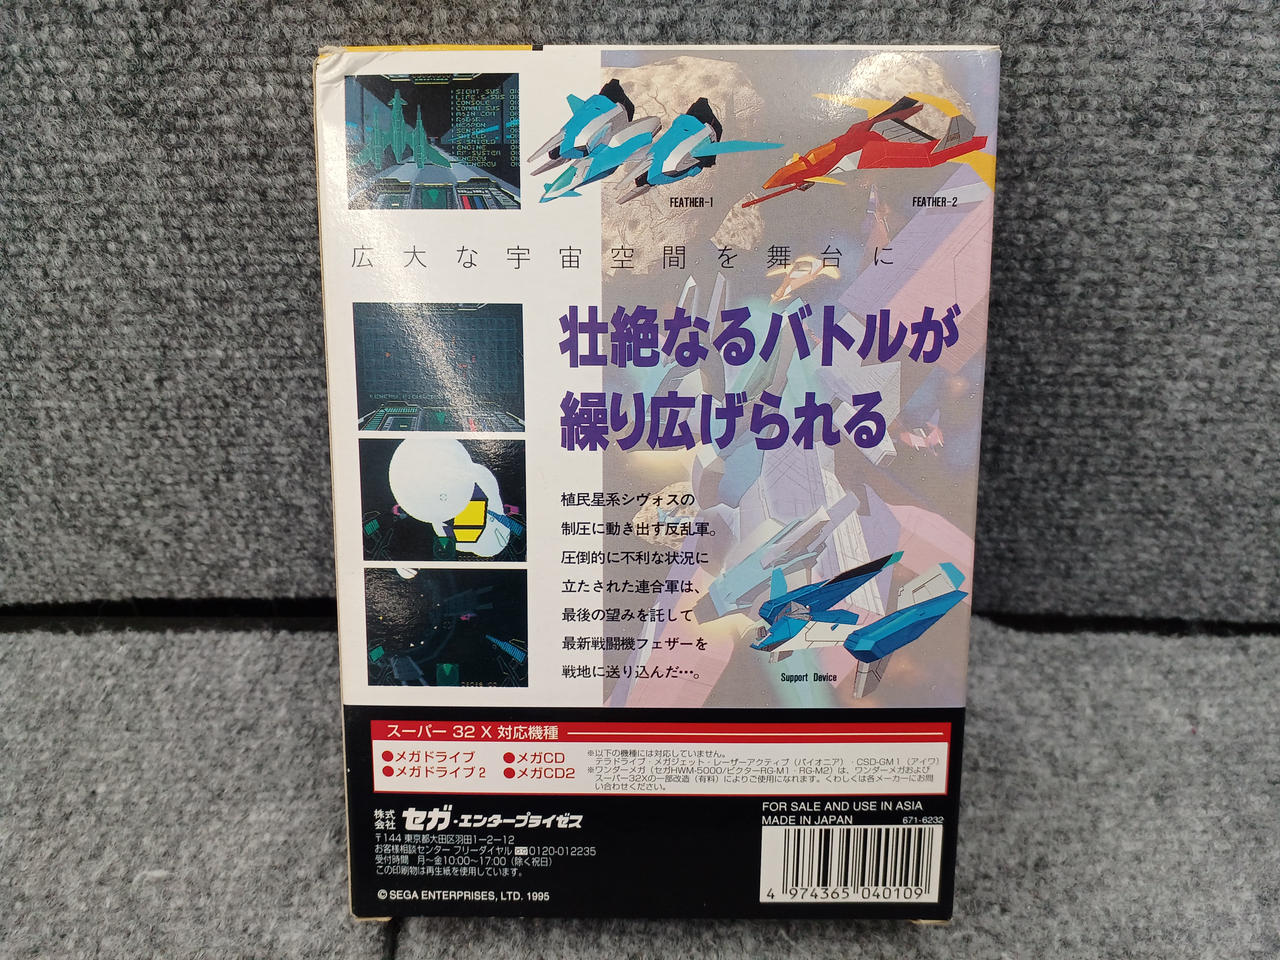 SIGHT SYS
LIFE-S-SYS
CONSOLE
SENSOR
SHIELD
S SHIELD
ENGINE
ENERGY
FEATHER-1
FEATHER-2
広大な宇宙空間を舞台に
壮絶なるバトルが
繰り広げられる
植民星系シヴォスの
制圧に動き出す反乱軍。
圧倒的に不利な状況に
立たされた連合軍は、
最後の望みを託して
最新戦闘機フェザーを
戦地に送り込んだ…。
Support Device
スーパー 32 X 対応機種
●メガドライブ ●メガCD
●メガドライブ2 ●メガCD2
※以下の機種には対応していません。
テラドライブ・メガジェット・レーザーアクティブ(パイオニア)・CSD-GM1(アイワ)
※ワンダーメガ(セガHWM-5000/ビクターRG-M1・RG-M2)は、ワンダーメガおよび
スーパー32Xの一部改造(有料)によりご使用になれます。くわしくは各メーカーにお問
い合わせください。
株式会社 セガ・エンタープライゼス
〒144 東京都大田区羽田1-2-12
お客様相談センター フリーダイヤル 0120-012235
受付時間 月〜金10:00〜17:00(除く祝日)
この印刷物は再生紙を使用しています。
© SEGA ENTERPRISES, LTD. 1995
FOR SALE AND USE IN ASIA
MADE IN JAPAN 671-6232
4 974365 040109